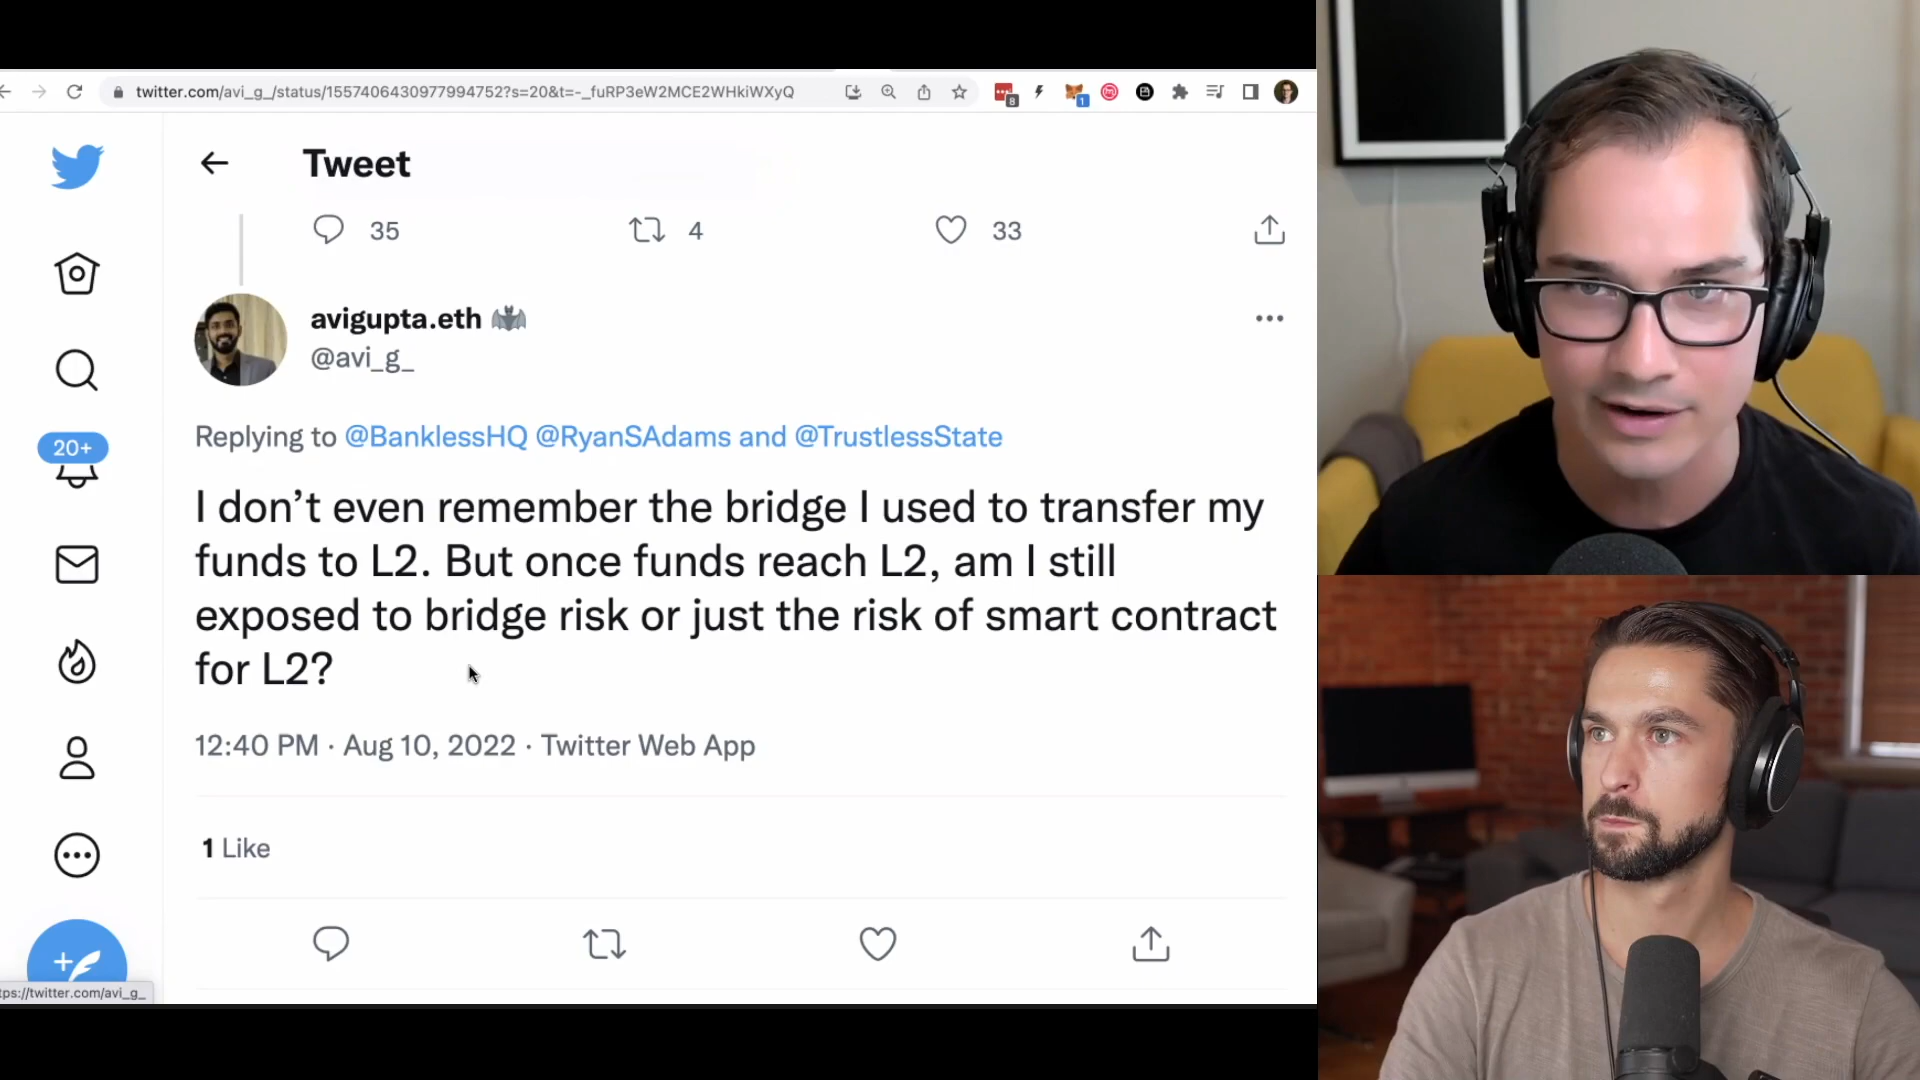 twitter.com/avi_g_/status/1557406430977994752?s=20&t=-_fuRP3eW2MCE2WHkiWXyQ
8
1
Tweet
35
4
33
avigupta.eth
@avi_g_
20+
Replying to @BanklessHQ @RyanSAdams and @TrustlessState
I don’t even remember the bridge I used to transfer my
funds to L2. But once funds reach L2, am I still
exposed to bridge risk or just the risk of smart contract
for L2?
12:40 PM · Aug 10, 2022 · Twitter Web App
1 Like
tps://twitter.com/avi_g_